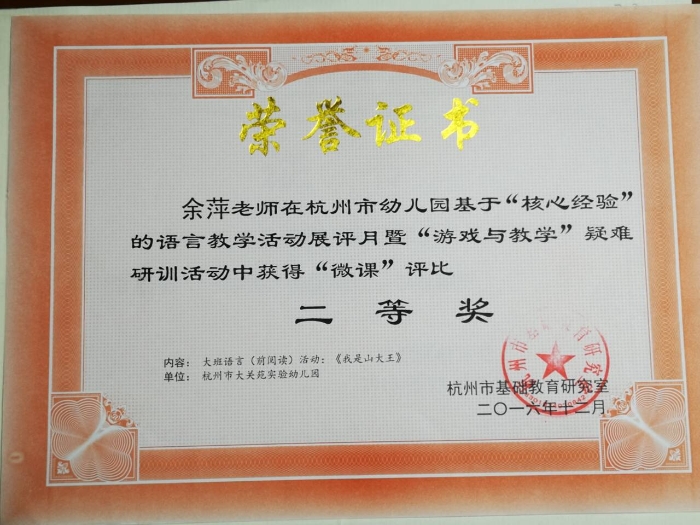 荣誉证书
余萍老师在杭州市幼儿园基于“核心经验”
的语言教学活动展评月暨“游戏与教学”疑难
研训活动中获得“微课”评比
二等奖
内容：大班语言（前阅读）活动：《我是山大王》
单位：杭州市大关苑实验幼儿园
杭州市基础教育研究室
二〇一六年十二月